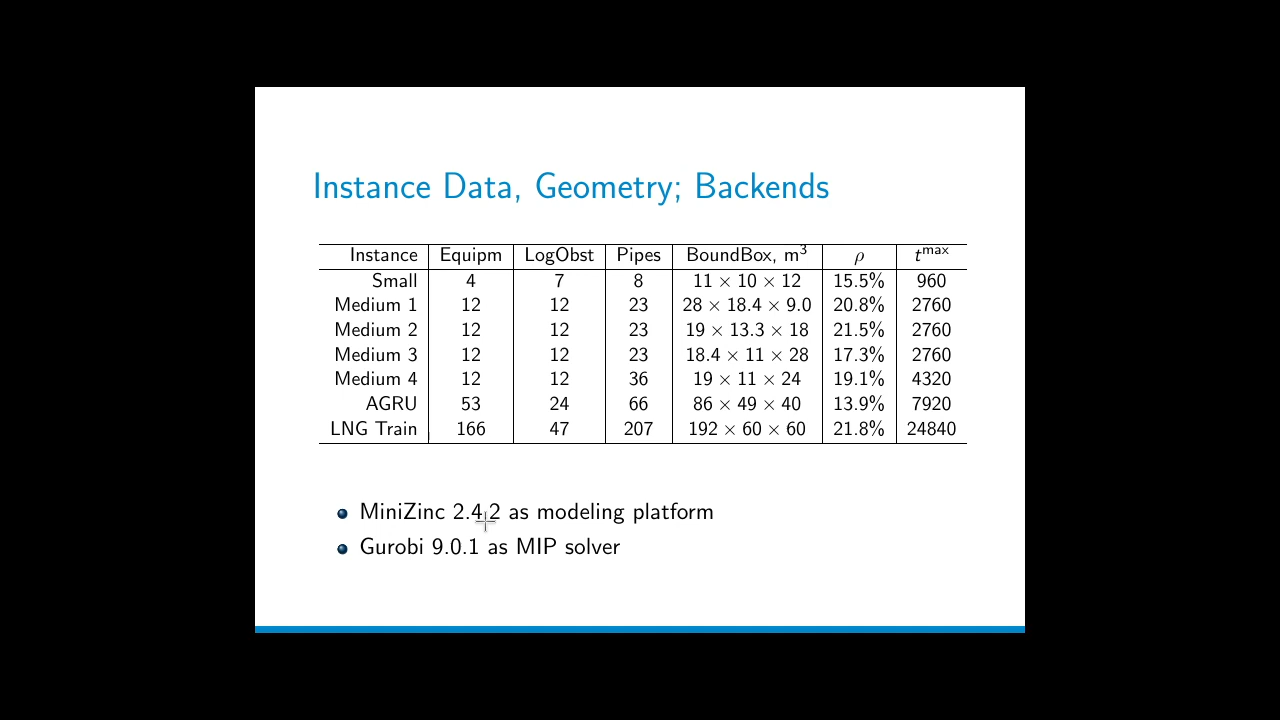 Instance Data, Geometry; Backends
Instance Equipm LogObst Pipes BoundBox, m³ ρ tᵐᵃˣ
Small 4 7 8 11 × 10 × 12 15.5% 960
Medium 1 12 12 23 28 × 18.4 × 9.0 20.8% 2760
Medium 2 12 12 23 19 × 13.3 × 18 21.5% 2760
Medium 3 12 12 23 18.4 × 11 × 28 17.3% 2760
Medium 4 12 12 36 19 × 11 × 24 19.1% 4320
AGRU 53 24 66 86 × 49 × 40 13.9% 7920
LNG Train 166 47 207 192 × 60 × 60 21.8% 24840
MiniZinc 2.4.2 as modeling platform
Gurobi 9.0.1 as MIP solver